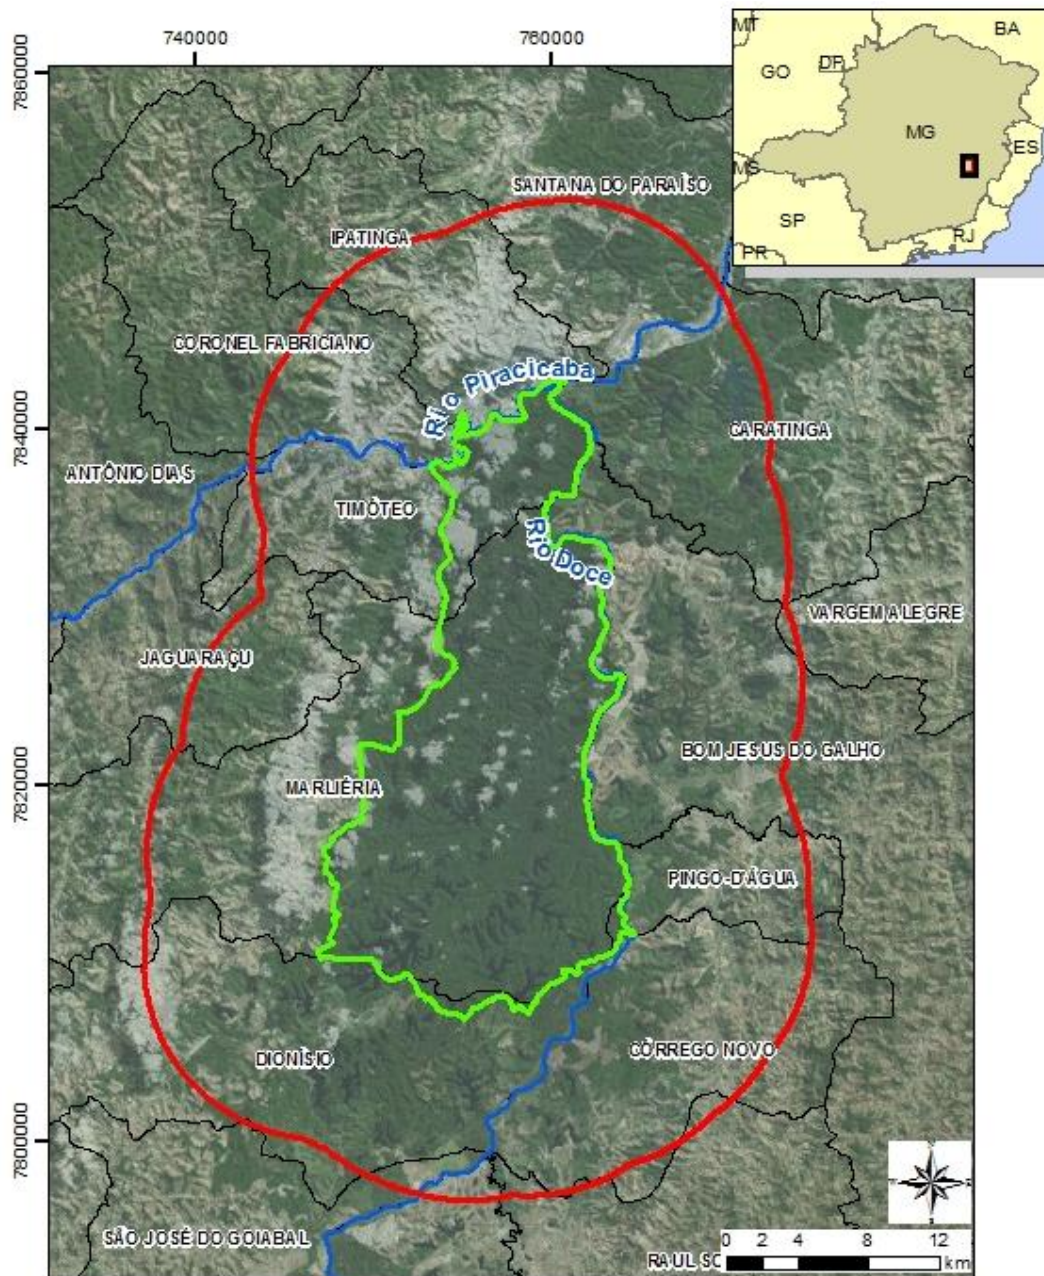 740000
760000
7860000
7840000
7820000
7800000
MT
BA
GO
DF
MG
ES
MS
SP
RJ
PR
SANTANA DO PARAÍSO
IPATINGA
CORONEL FABRICIANO
Rio Piracicaba
CARATINGA
ANTÔNIO DIAS
TIMÓTEO
Rio Doce
VARGEM ALEGRE
JAGUARAÇU
BOM JESUS DO GALHO
MARLIÉRIA
PINGO-D'ÁGUA
DIONÍSIO
CÓRREGO NOVO
SÃO JOSÉ DO GOIABAL
RAUL SO
0 2 4 8 12
km